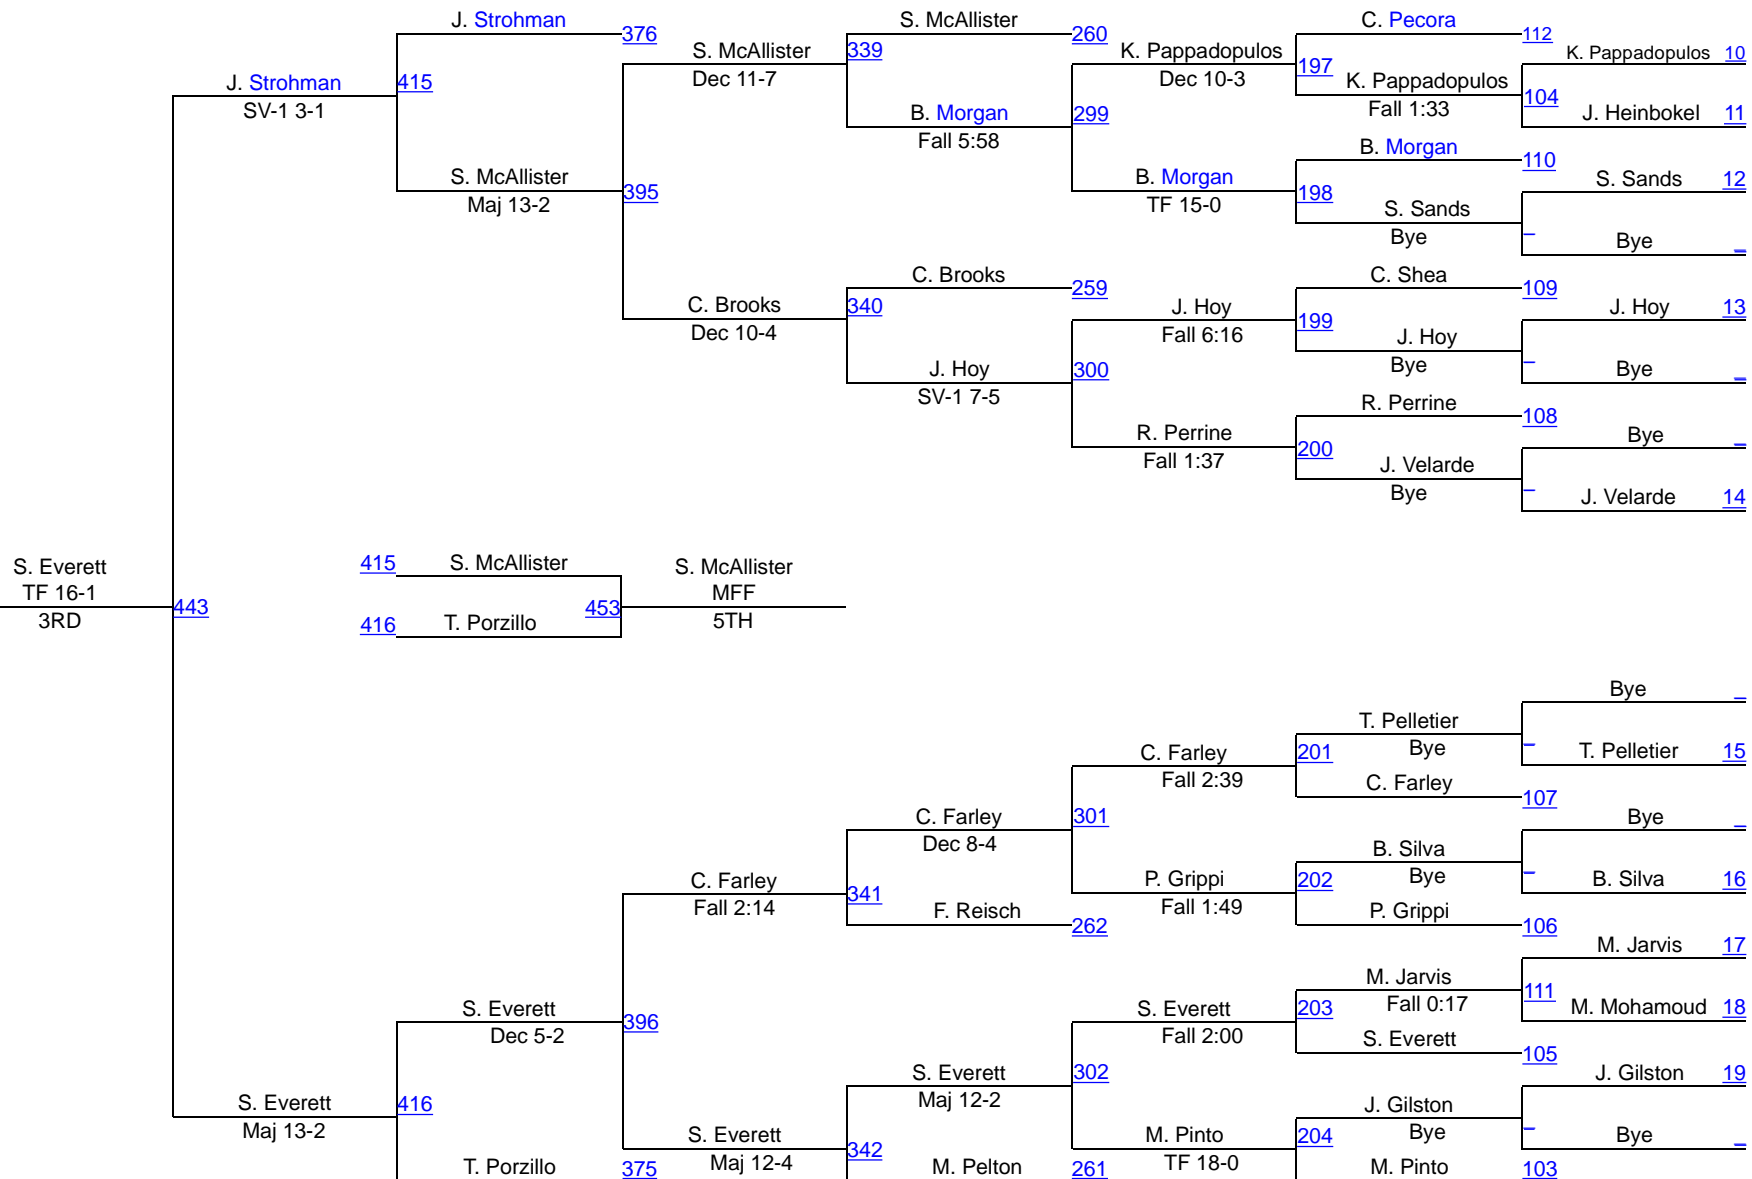 J. Strohman
S. McAllister
C. Pecora
376
260
112
S. McAllister
339
K. Pappadopulos
K. Pappadopulos 10
Dec 11-7
Dec 10-3
197
J. Strohman
415
K. Pappadopulos
SV-1 3-1
Fall 1:33
104
B. Morgan
299
J. Heinbokel 11
Fall 5:58
B. Morgan
110
S. McAllister
B. Morgan
S. Sands 12
Maj 13-2
395
TF 15-0
198
S. Sands
Bye
–
Bye –
C. Brooks
C. Shea
259
109
C. Brooks
340
J. Hoy
J. Hoy 13
Dec 10-4
Fall 6:16
199
J. Hoy
Bye
–
J. Hoy
300
Bye –
SV-1 7-5
R. Perrine
108
R. Perrine
Bye –
Fall 1:37
200
J. Velarde
Bye
–
J. Velarde 14
S. Everett
415
S. McAllister
S. McAllister
TF 16-1
MFF
443
453
3RD
416
T. Porzillo
5TH
Bye –
T. Pelletier
C. Farley
201
Bye
–
T. Pelletier 15
Fall 2:39
C. Farley
107
C. Farley
301
Bye –
Dec 8-4
B. Silva
C. Farley
P. Grippi
202
Bye
–
B. Silva 16
Fall 2:14
341
Fall 1:49
F. Reisch
P. Grippi
262
106
M. Jarvis 17
M. Jarvis
S. Everett
S. Everett
203
Fall 0:17
111
M. Mohamoud 18
Dec 5-2
396
Fall 2:00
S. Everett
105
S. Everett
302
J. Gilston 19
S. Everett
416
Maj 12-2
J. Gilston
Maj 13-2
S. Everett
M. Pinto
204
Bye
–
Bye –
Maj 12-4
342
TF 18-0
T. Porzillo
375
M. Pelton
261
M. Pinto
103